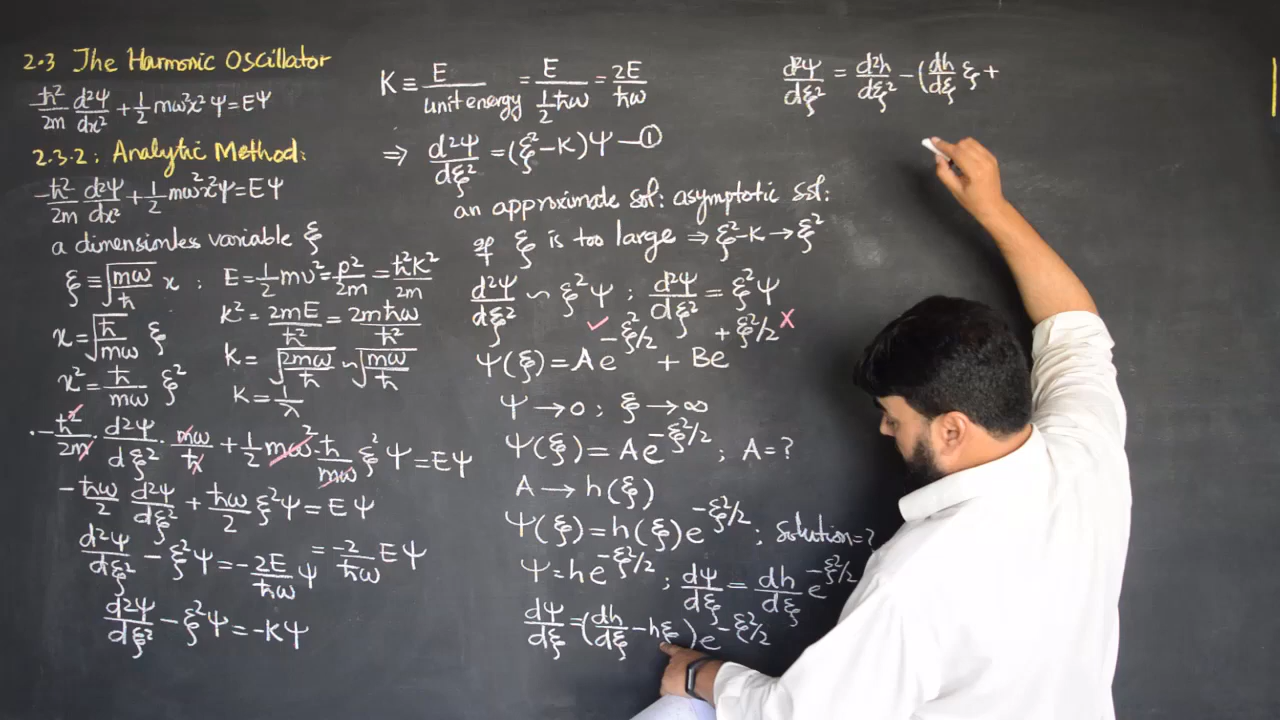 2.3 The Harmonic Oscillator
-ħ²/2m d²Ψ/dx² + 1/2 mω²x²Ψ = EΨ
2.3.2: Analytic Method:
-ħ²/2m d²Ψ/dx² + 1/2 mω²x²Ψ = EΨ
a dimensionless variable ξ
ξ ≡ √(mω/ħ) x ; E = 1/2 mv² = p²/2m = ħ²K²/2m
x = √(ħ/mω) ξ
K² = 2mE/ħ² = 2mħω/ħ²
x² = ħ/mω ξ²
K = √(2mω/ħ) ~ √(mω/ħ)
K = 1/λ
-ħ²/2m · d²Ψ/dξ² · mω/ħ + 1/2 mω² · ħ/mω ξ² Ψ = EΨ
-ħω/2 d²Ψ/dξ² + ħω/2 ξ²Ψ = EΨ
d²Ψ/dξ² - ξ²Ψ = -2E/ħω Ψ = -2/ħω EΨ
d²Ψ/dξ² - ξ²Ψ = -KΨ
K ≡ E/unit energy = E/(1/2 ħω) = 2E/ħω
⇒ d²Ψ/dξ² = (ξ² - K)Ψ — ①
an approximate sol: asymptotic sol:
if ξ is too large ⇒ ξ² - K → ξ²
d²Ψ/dξ² ~ ξ²Ψ ; d²Ψ/dξ² = ξ²Ψ
Ψ(ξ) = Ae^(-ξ²/2) ✓ + Be^(+ξ²/2) ✗
Ψ → 0 ; ξ → ∞
Ψ(ξ) = Ae^(-ξ²/2) ; A = ?
A → h(ξ)
Ψ(ξ) = h(ξ)e^(-ξ²/2) ; Solution = ?
Ψ = he^(-ξ²/2) ; dΨ/dξ = dh/dξ e^(-ξ²/2)
dΨ/dξ = (dh/dξ - hξ)e^(-ξ²/2)
d²Ψ/dξ² = d²h/dξ² - (dh/dξ ξ +